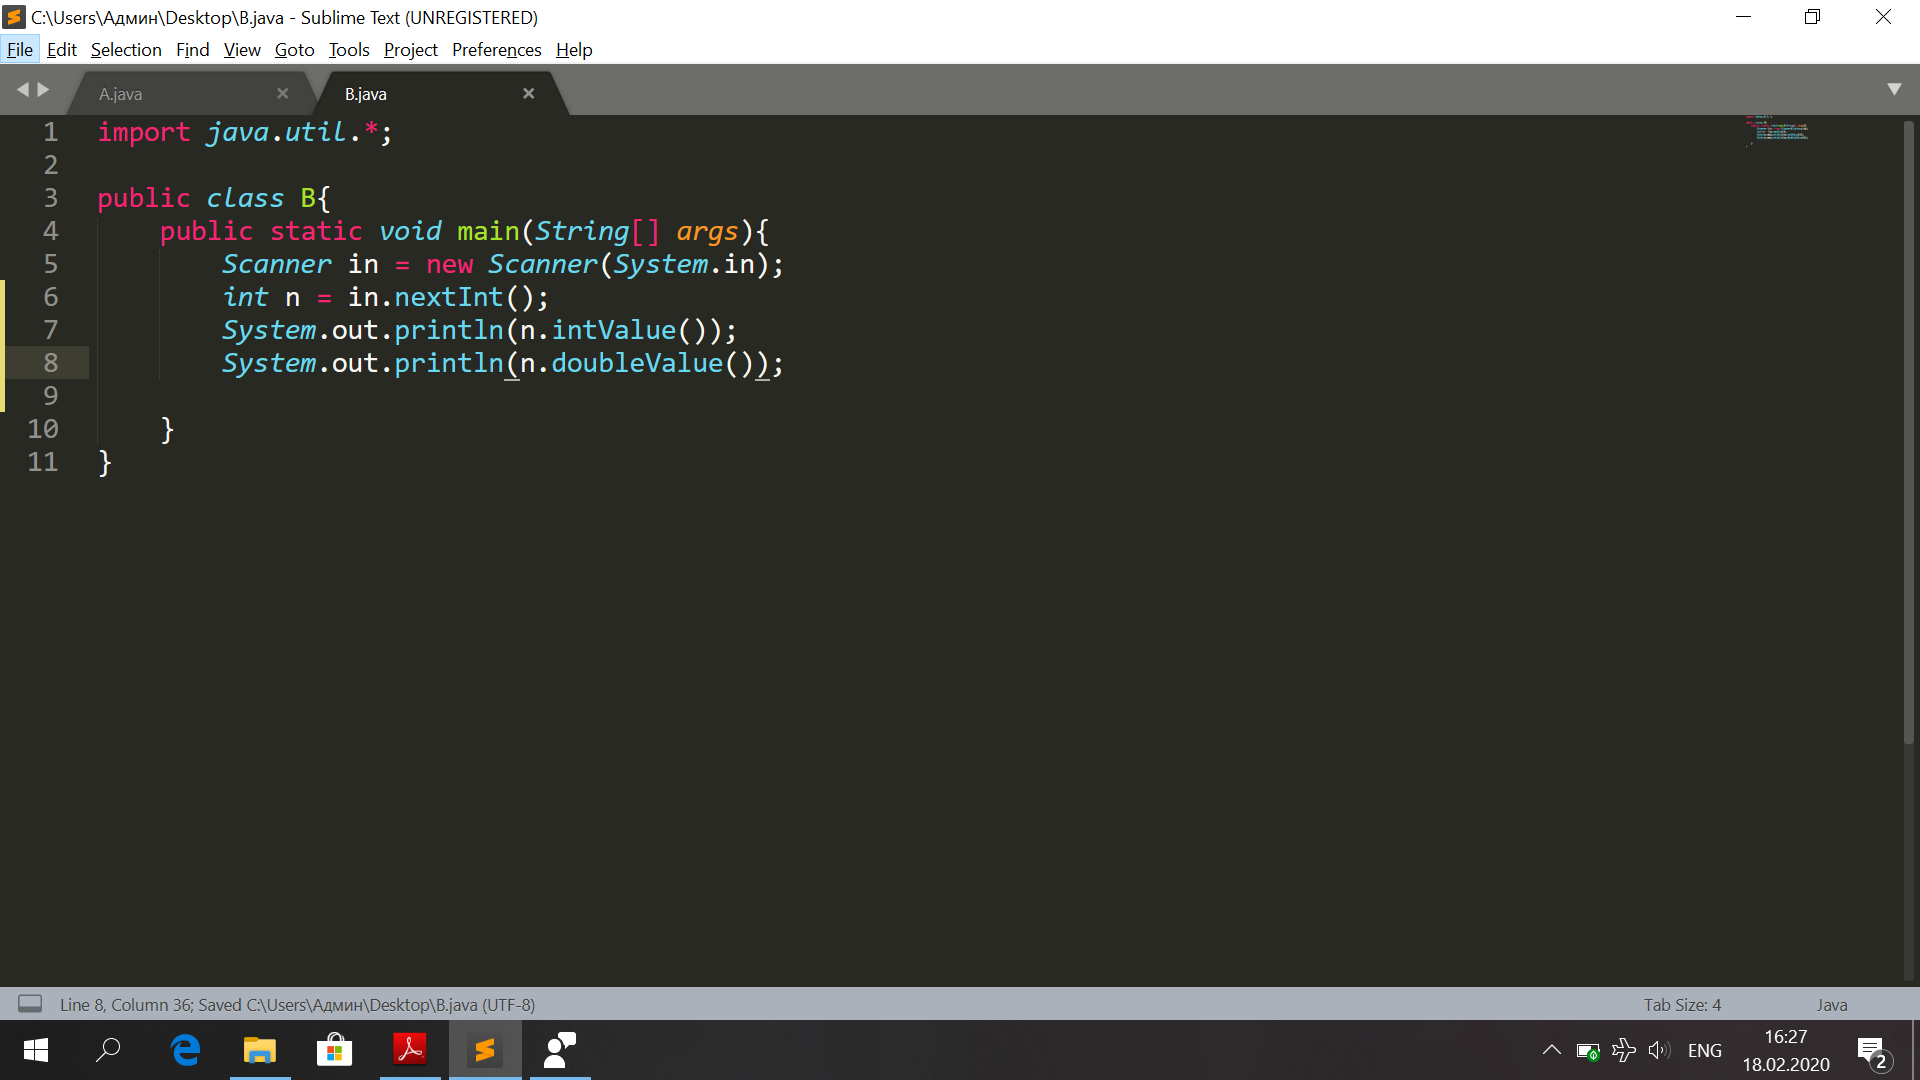 C:\Users\Админ\Desktop\B.java - Sublime Text (UNREGISTERED)
File Edit Selection Find View Goto Tools Project Preferences Help
A.java B.java
1 import java.util.*;
2
3 public class B{
4     public static void main(String[] args){
5         Scanner in = new Scanner(System.in);
6         int n = in.nextInt();
7         System.out.println(n.intValue());
8         System.out.println(n.doubleValue());
9
10     }
11 }
Line 8, Column 36; Saved C:\Users\Админ\Desktop\B.java (UTF-8) Tab Size: 4 Java
ENG 16:27
18.02.2020 2